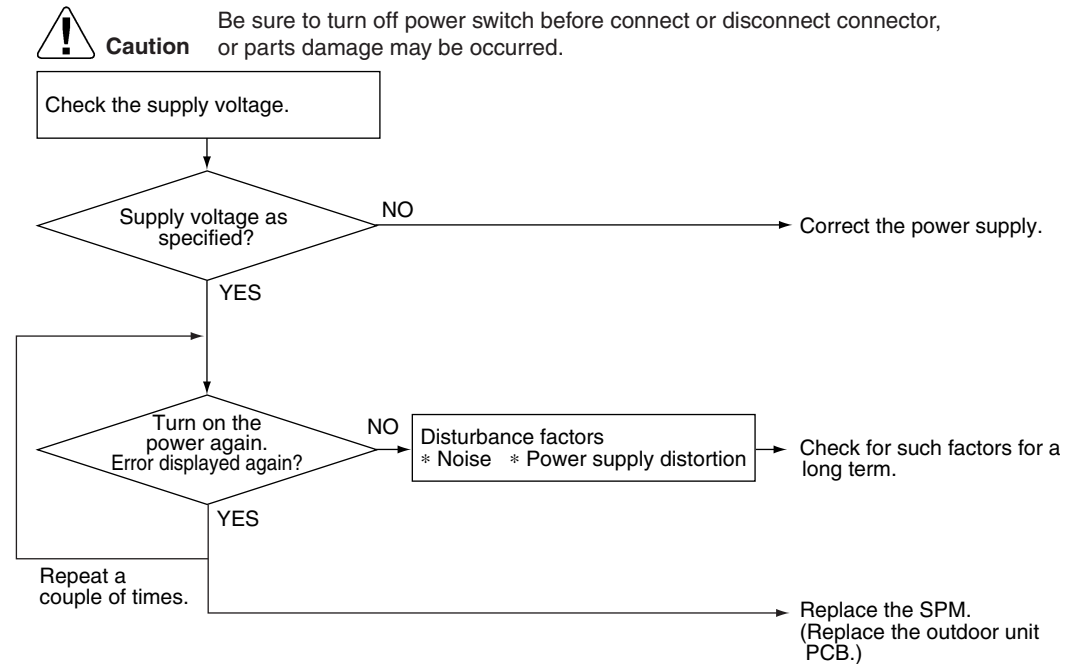 Be sure to turn off power switch before connect or disconnect connector,
Caution or parts damage may be occurred.
Check the supply voltage.
Supply voltage as
specified?
NO
Correct the power supply.
YES
Turn on the
power again.
Error displayed again?
NO
Disturbance factors
* Noise * Power supply distortion
Check for such factors for a
long term.
YES
Repeat a
couple of times.
Replace the SPM.
(Replace the outdoor unit
PCB.)